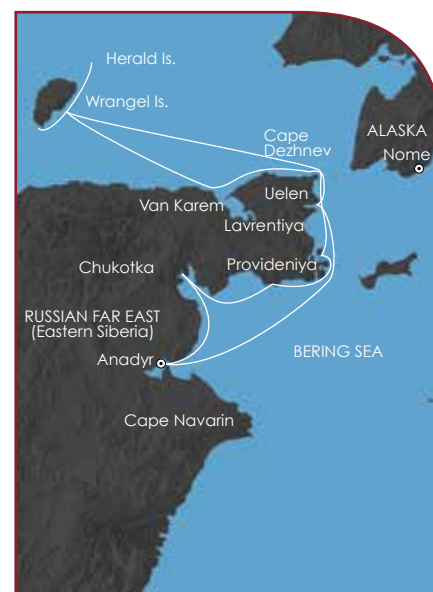 Herald Is.
Wrangel Is.
Cape
Dezhnev
ALASKA
Nome
Uelen
Van Karem
Lavrentiya
Chukotka
Provideniya
RUSSIAN FAR EAST
(Eastern Siberia)
BERING SEA
Anadyr
Cape Navarin